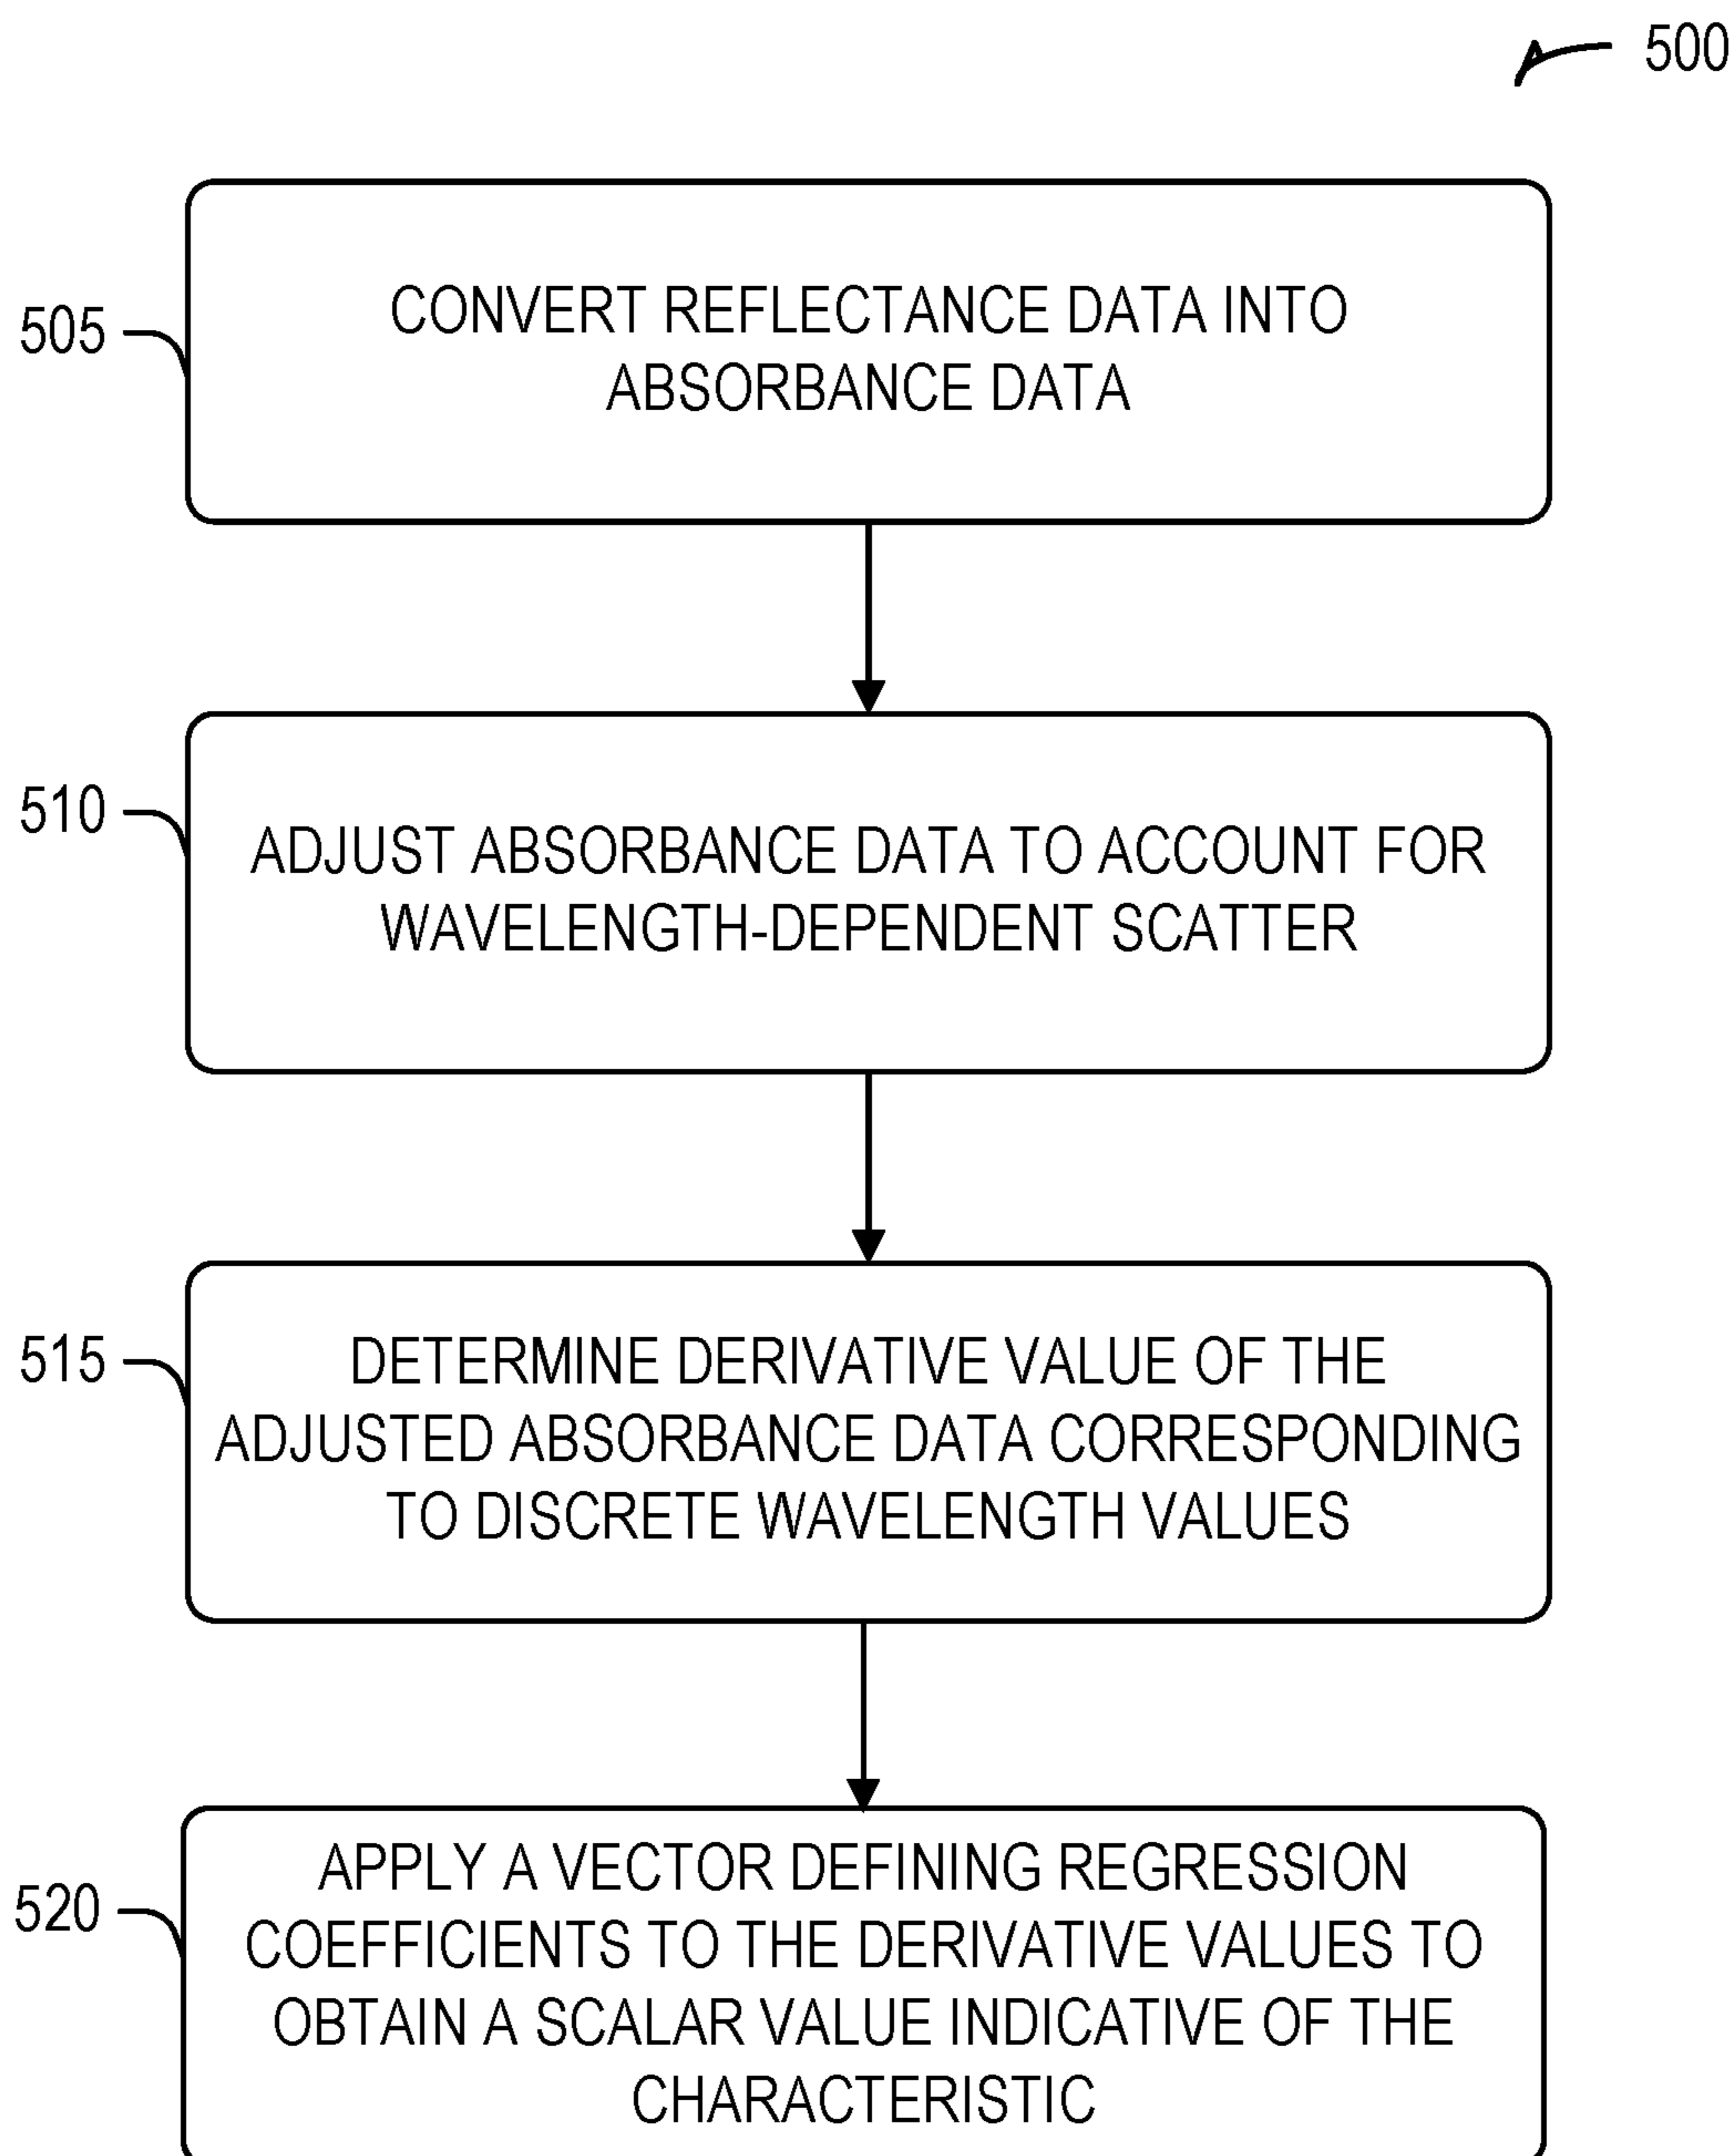 500
505
CONVERT REFLECTANCE DATA INTO
ABSORBANCE DATA
510
ADJUST ABSORBANCE DATA TO ACCOUNT FOR
WAVELENGTH-DEPENDENT SCATTER
515
DETERMINE DERIVATIVE VALUE OF THE
ADJUSTED ABSORBANCE DATA CORRESPONDING
TO DISCRETE WAVELENGTH VALUES
520
APPLY A VECTOR DEFINING REGRESSION
COEFFICIENTS TO THE DERIVATIVE VALUES TO
OBTAIN A SCALAR VALUE INDICATIVE OF THE
CHARACTERISTIC